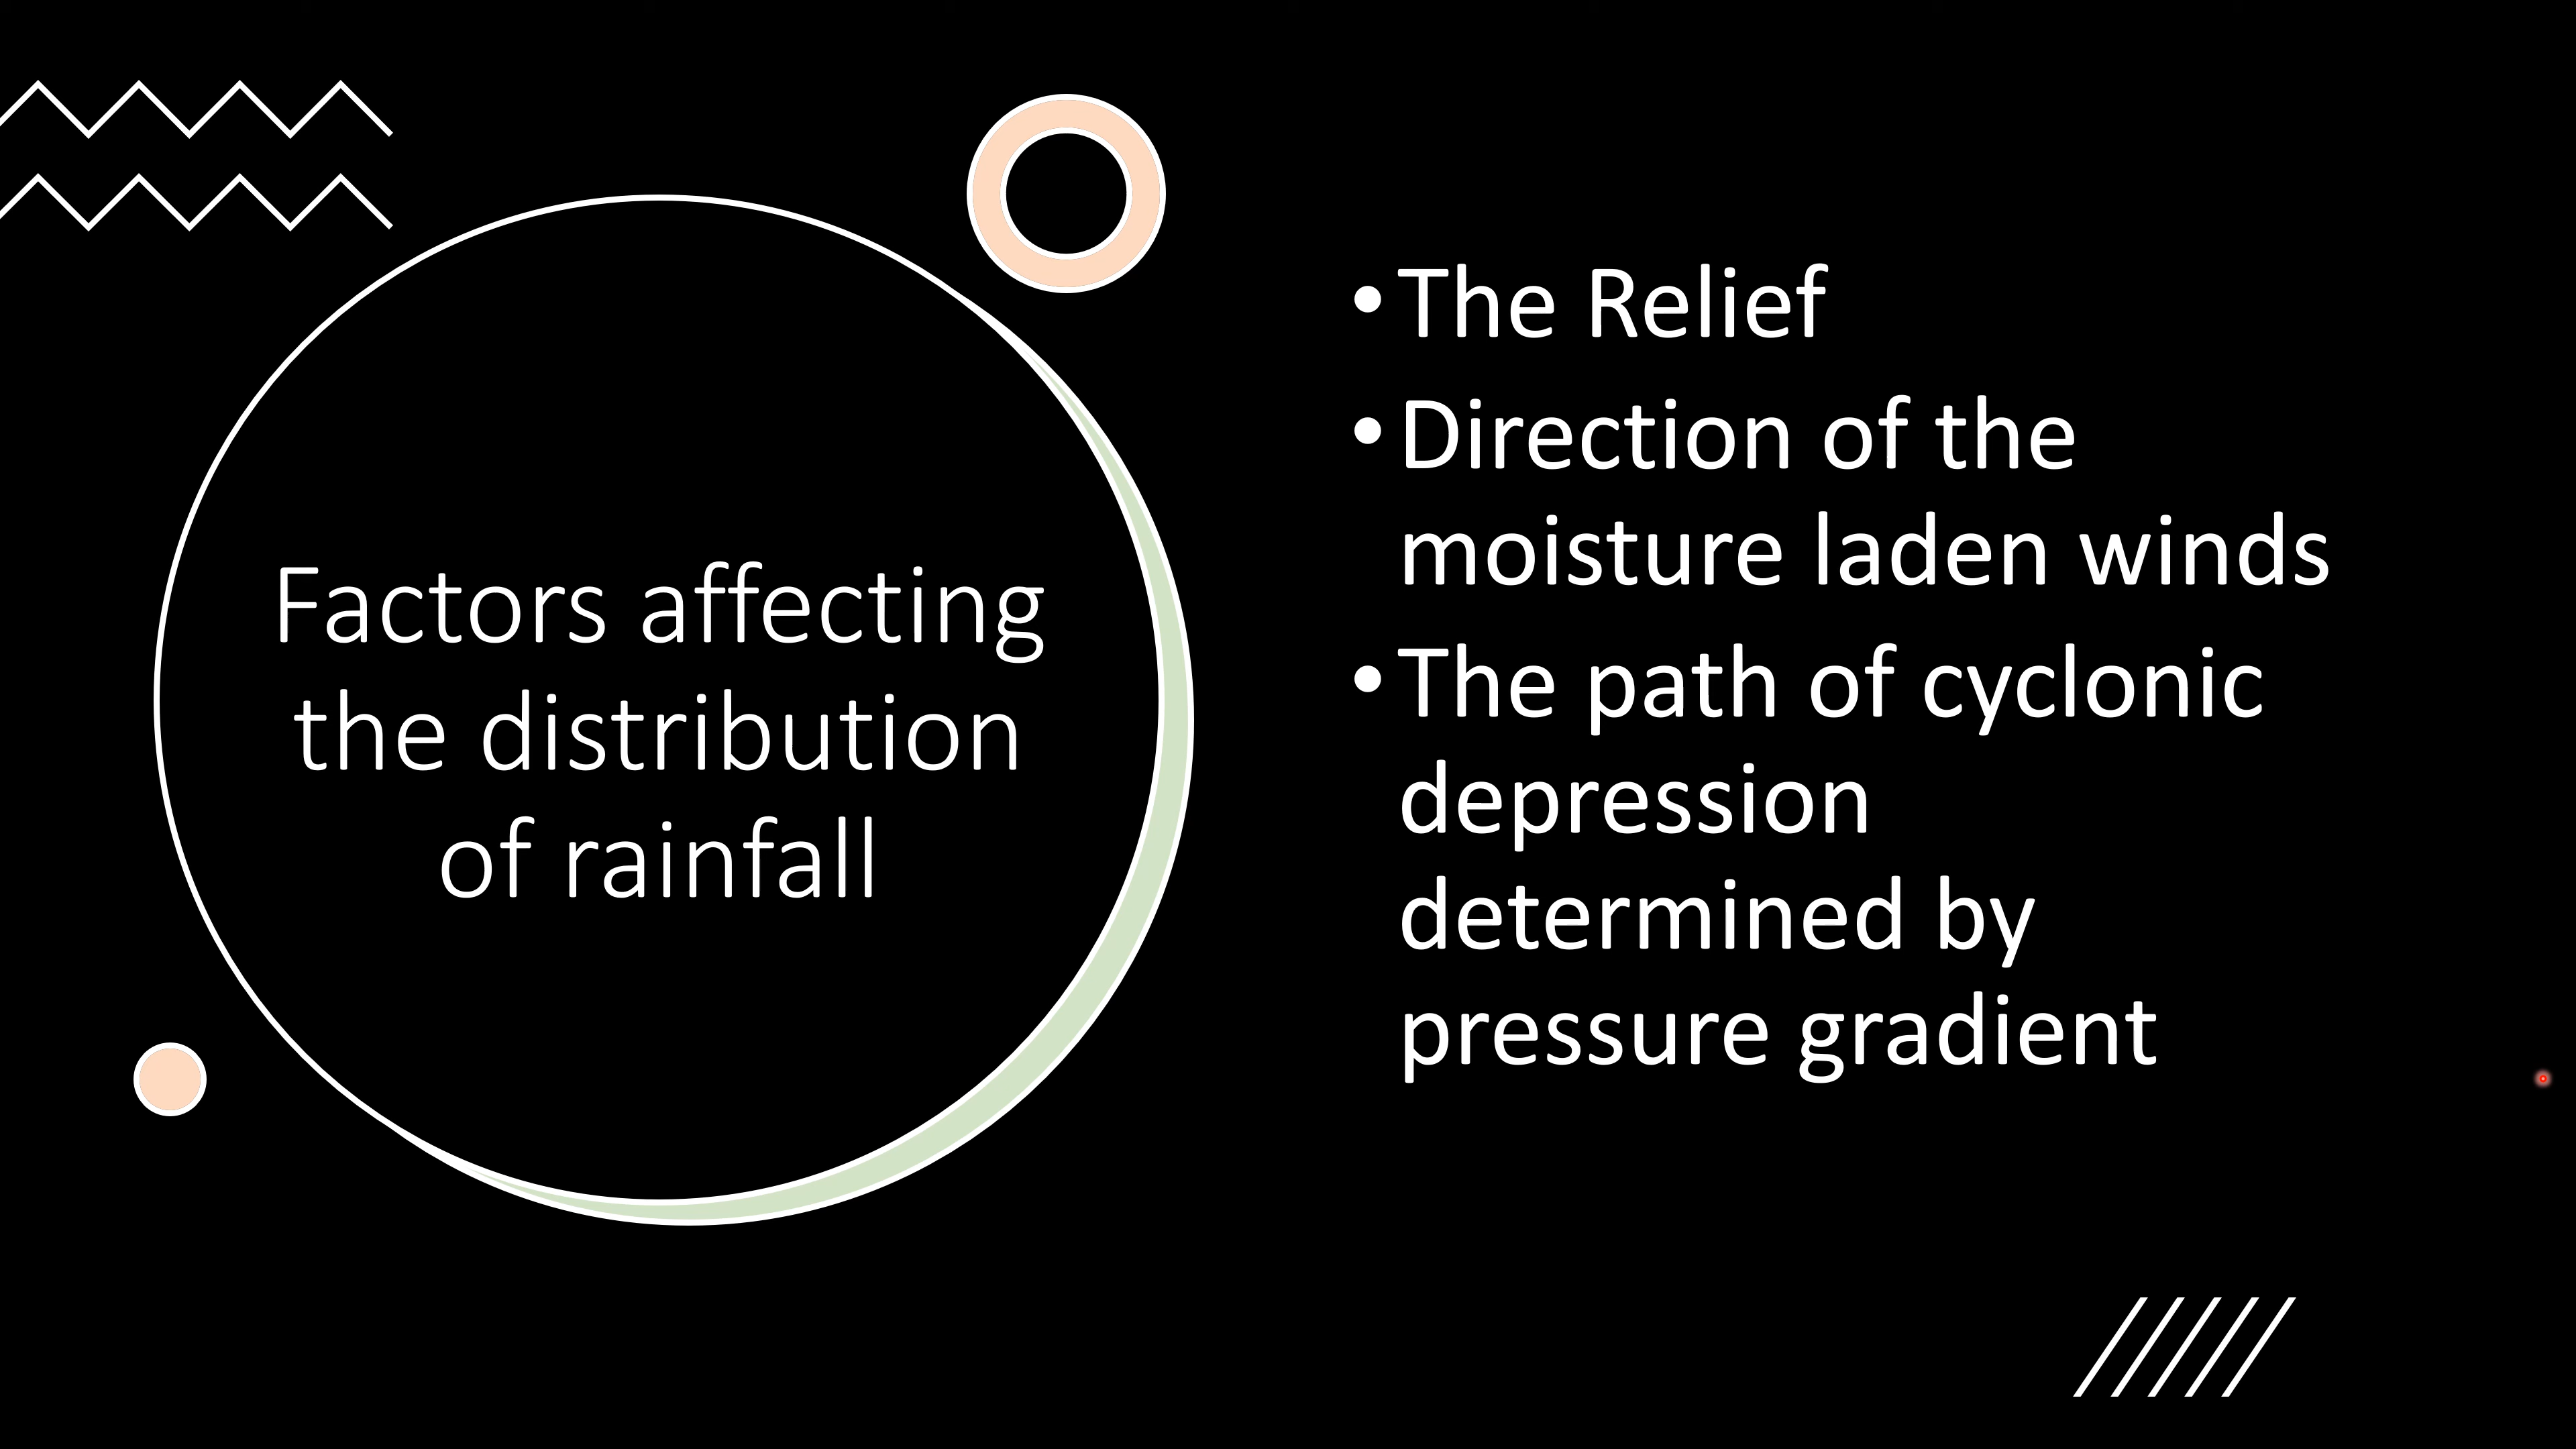 Factors affecting
the distribution
of rainfall
• The Relief
• Direction of the
moisture laden winds
• The path of cyclonic
depression
determined by
pressure gradient